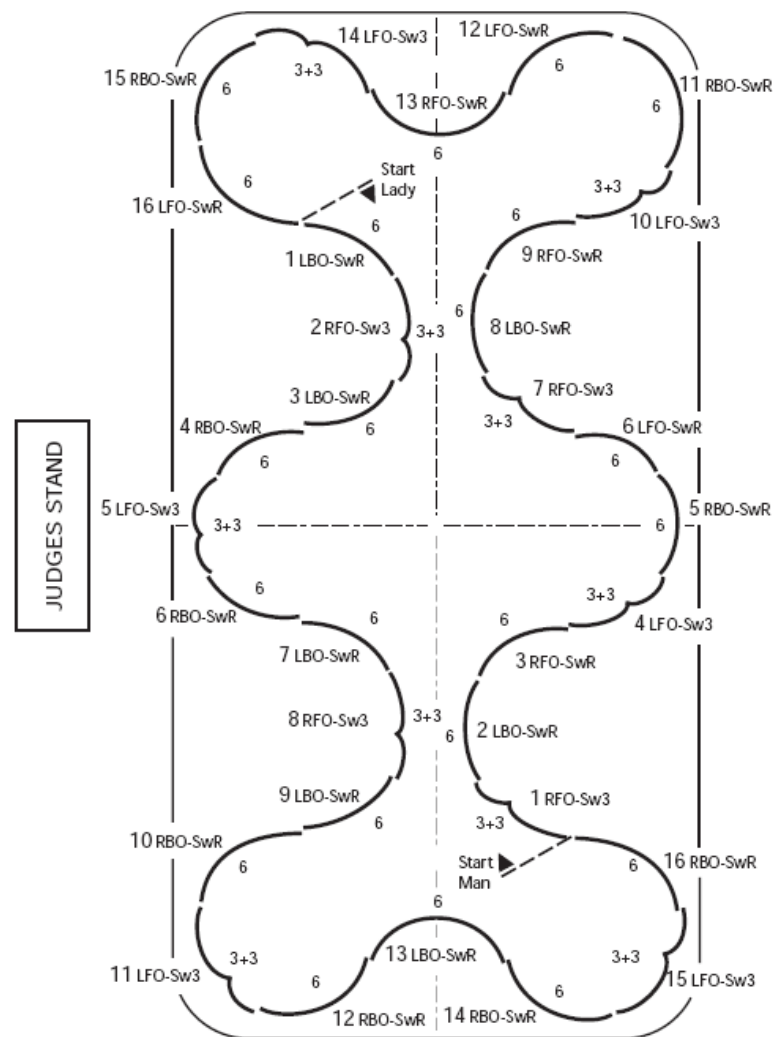 14 LFO-Sw3
12 LFO-SwR
15 RBO-SwR
3+3
6
6
11 RBO-SwR
13 RFO-SwR
6
6
Start
Lady
6
3+3
16 LFO-SwR
6
6
10 LFO-Sw3
1 LBO-SwR
9 RFO-SwR
2 RFO-Sw3
3+3
6
8 LBO-SwR
3 LBO-SwR
7 RFO-Sw3
4 RBO-SwR
6
3+3
6 LFO-SwR
6
6
5 LFO-Sw3
3+3
6
5 RBO-SwR
JUDGES STAND
6
3+3
6 RBO-SwR
6
6
4 LFO-Sw3
7 LBO-SwR
3 RFO-SwR
8 RFO-Sw3
3+3
6
2 LBO-SwR
9 LBO-SwR
1 RFO-Sw3
6
3+3
10 RBO-SwR
6
Start
Man
6
16 RBO-SwR
6
3+3
13 LBO-SwR
3+3
11 LFO-Sw3
6
6
15 LFO-Sw3
12 RBO-SwR
14 RBO-SwR